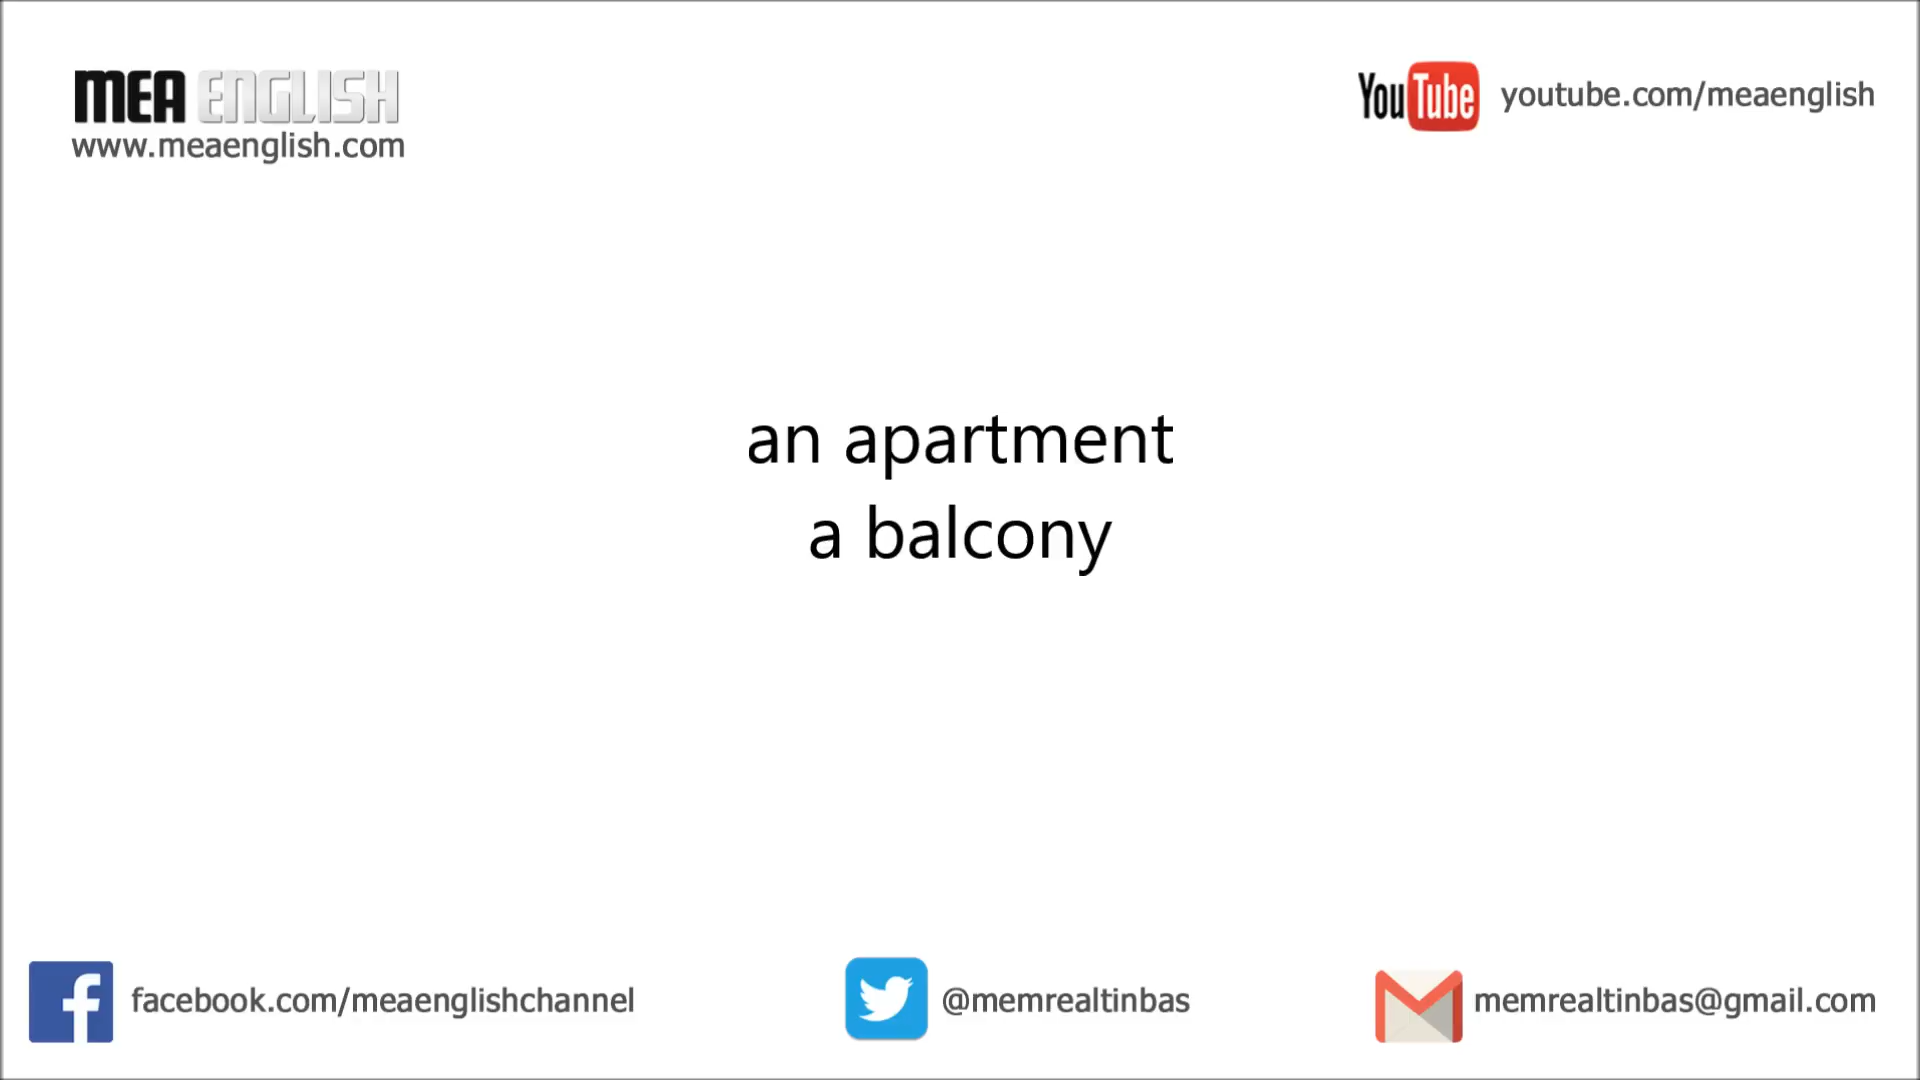 MEA ENGLISH
www.meaenglish.com
YouTube youtube.com/meaenglish
an apartment
a balcony
facebook.com/meaenglishchannel
@memrealtinbas
memrealtinbas@gmail.com